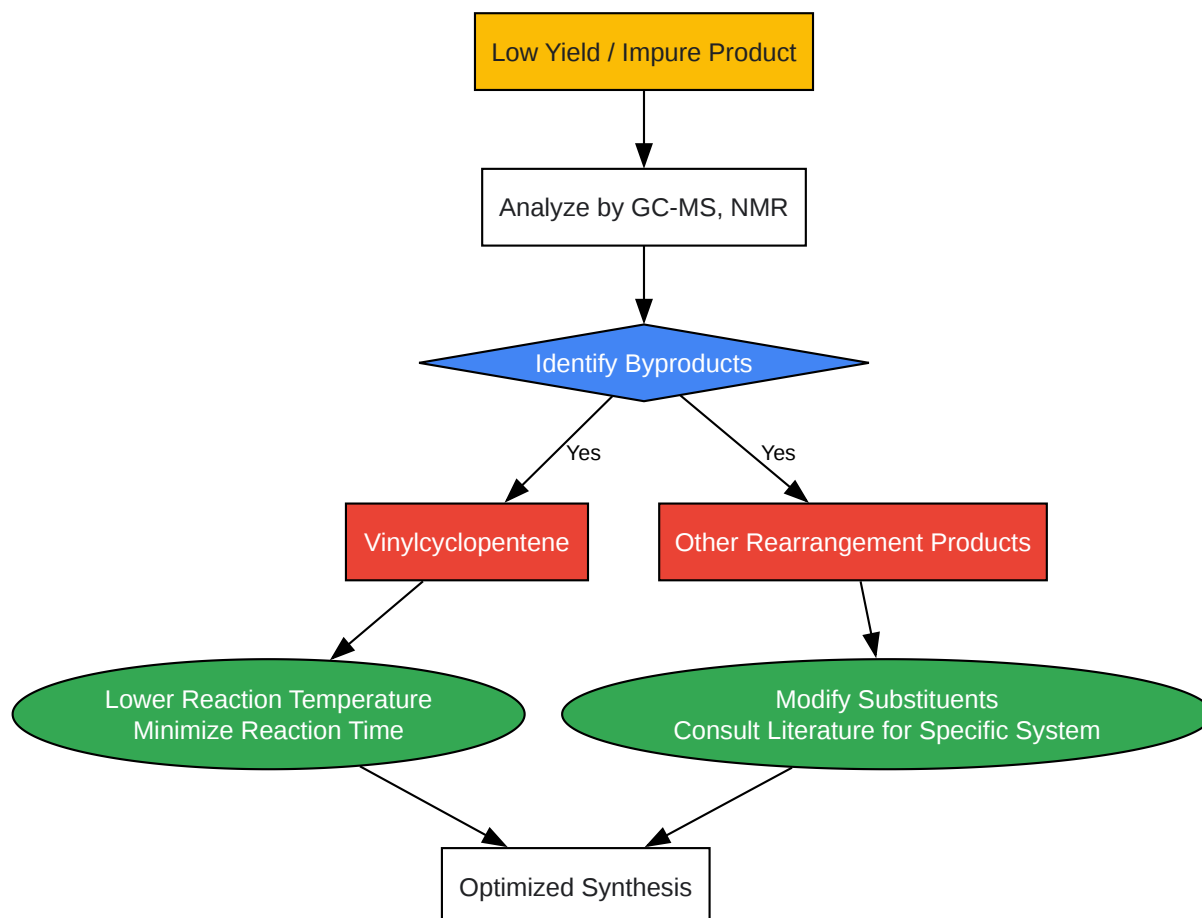 Low Yield / Impure Product
Analyze by GC-MS, NMR
Identify Byproducts
Yes
Yes
Vinylcyclopentene
Other Rearrangement Products
Lower Reaction Temperature
Minimize Reaction Time
Modify Substituents
Consult Literature for Specific System
Optimized Synthesis